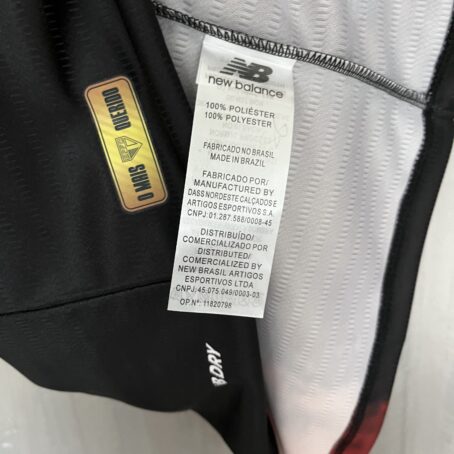 NB
new balance
100% POLIÉSTER
100% POLYESTER
FABRICADO NO BRASIL
MADE IN BRAZIL
FABRICADO POR/
MANUFACTURED BY
DASS NORDESTE CALÇADOS E
ARTIGOS ESPORTIVOS S.A.
CNPJ: 01.287.588/0008-45
DISTRIBUÍDO/
COMERCIALIZADO POR
DISTRIBUTED/
COMERCIALIZED BY
NEW BRASIL ARTIGOS
ESPORTIVOS LTDA
CNPJ: 45.075.049/0003-03
OP.Nº: 11820798
O MAIS
QUERIDO
DRY